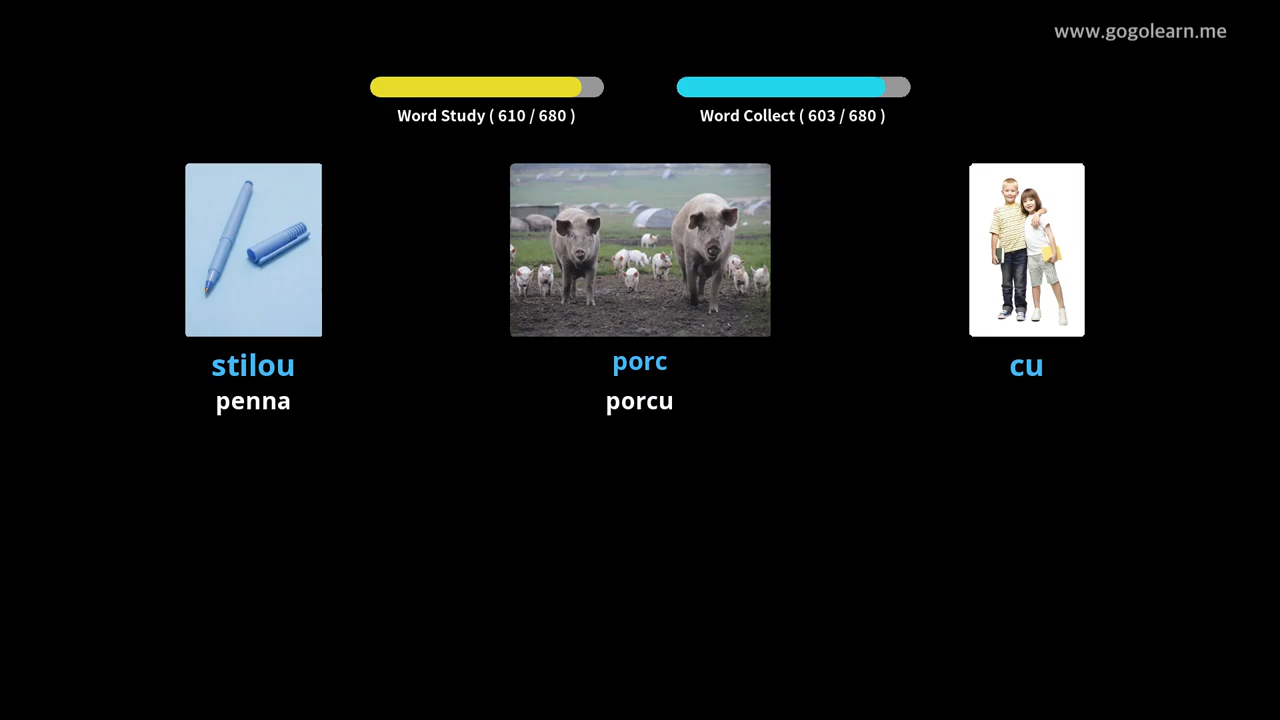 www.gogolearn.me
Word Study ( 610 / 680 )
Word Collect ( 603 / 680 )
stilou
penna
porc
porcu
cu